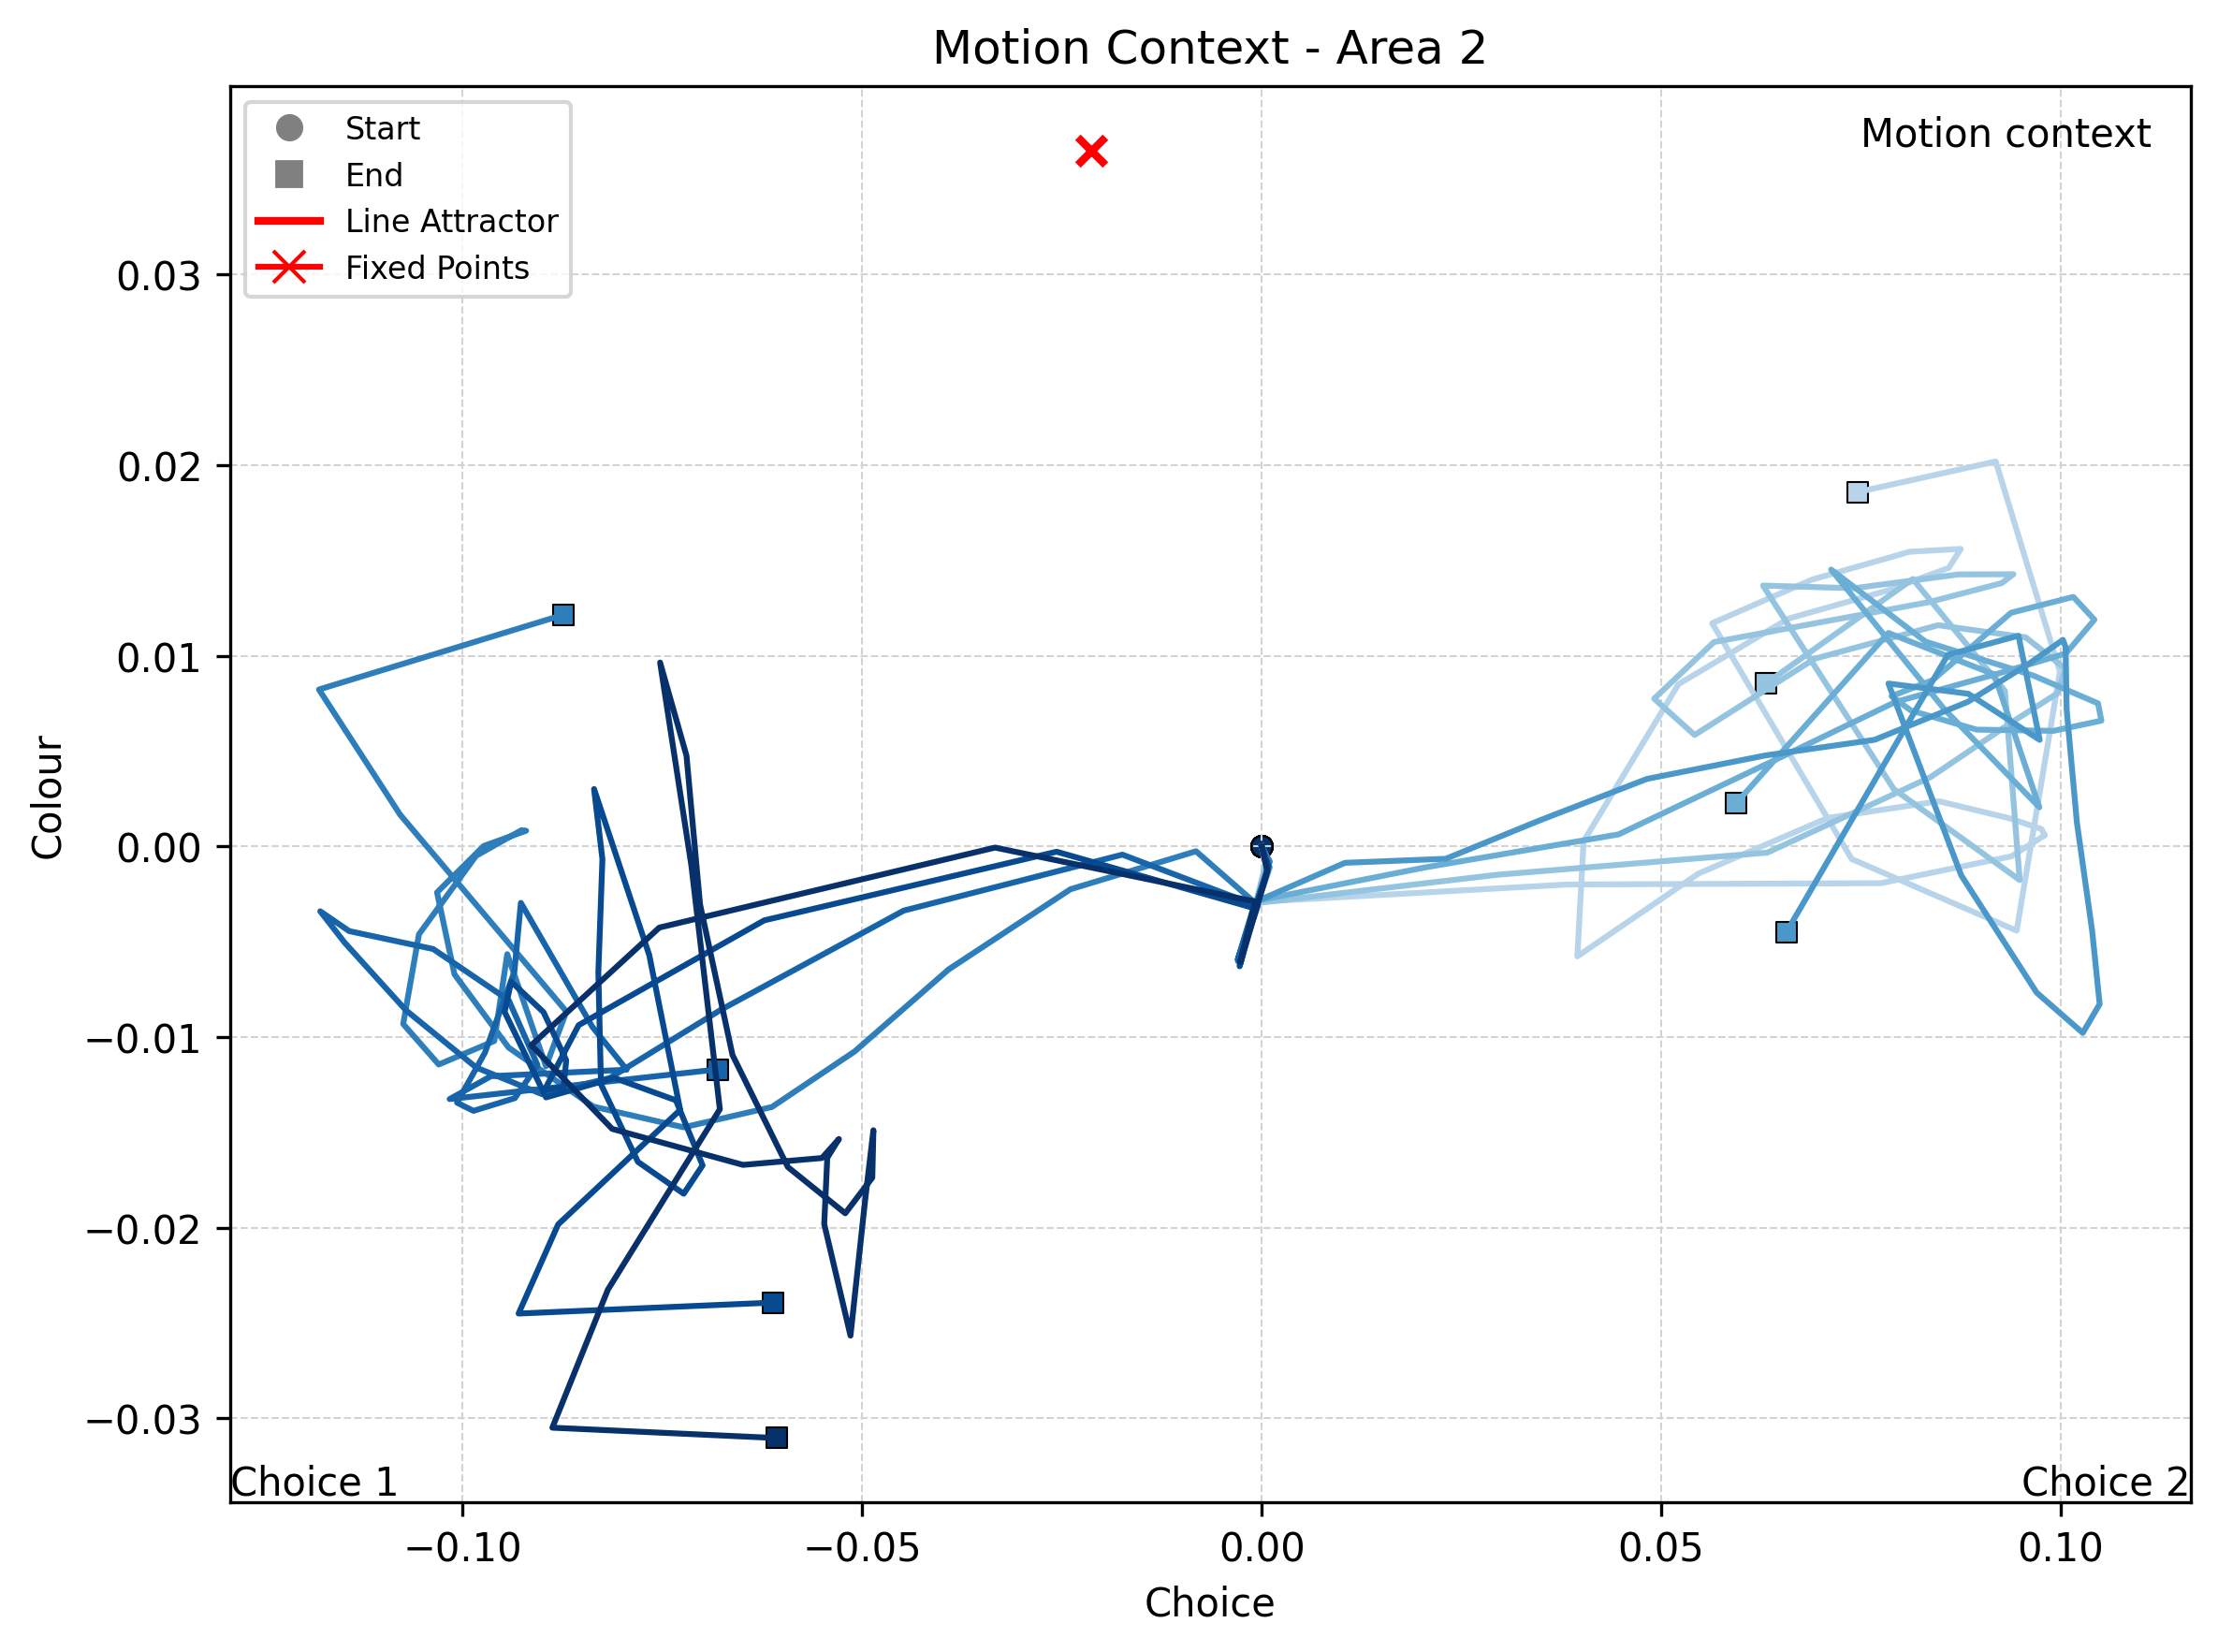 Motion Context - Area 2
Start
End
Line Attractor
Fixed Points
Motion context
0.03
0.02
0.01
0.00
−0.01
−0.02
−0.03
Colour
Choice 1
Choice 2
−0.10
−0.05
0.00
0.05
0.10
Choice